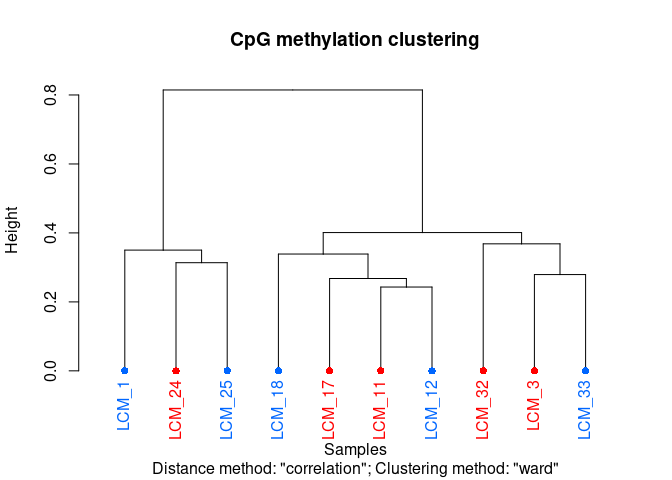 CpG methylation clustering
Height
0.0
0.2
0.4
0.6
0.8
LCM_1
LCM_24
LCM_25
LCM_18
LCM_17
LCM_11
LCM_12
LCM_32
LCM_3
LCM_33
Samples
Distance method: "correlation"; Clustering method: "ward"